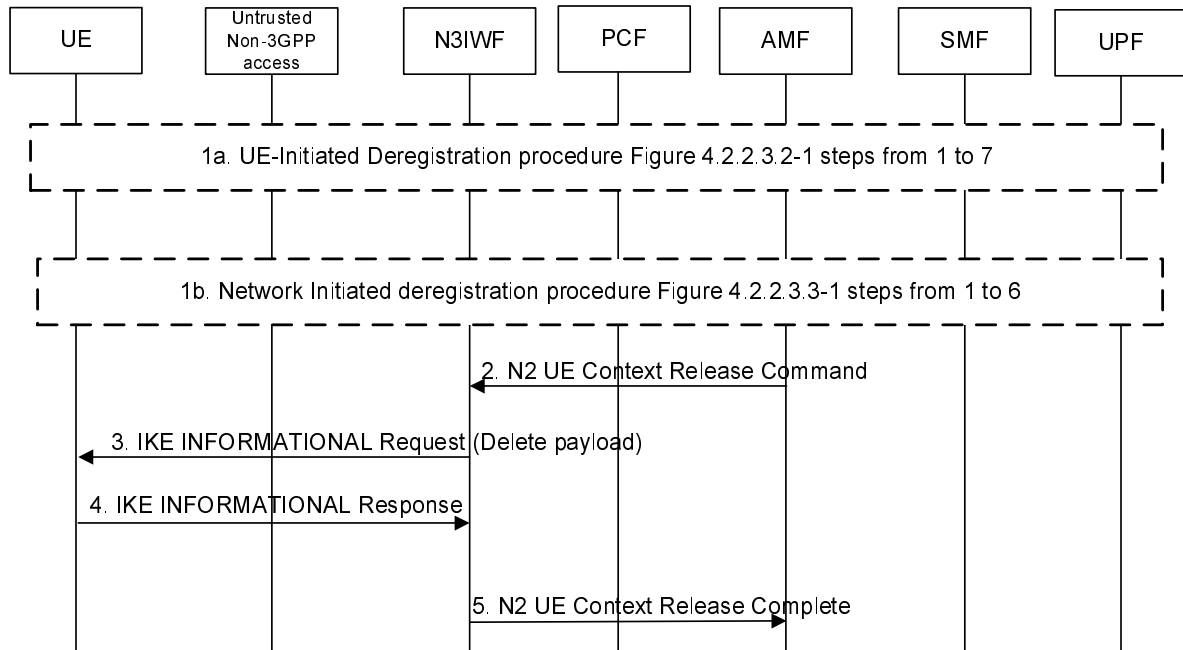 UE
Untrusted
Non-3GPP
access
N3IWF
PCF
AMF
SMF
UPF
1a. UE-Initiated Deregistration procedure Figure 4.2.2.3.2-1 steps from 1 to 7
1b. Network Initiated deregistration procedure Figure 4.2.2.3.3-1 steps from 1 to 6
2. N2 UE Context Release Command
3. IKE INFORMATIONAL Request (Delete payload)
4. IKE INFORMATIONAL Response
5. N2 UE Context Release Complete